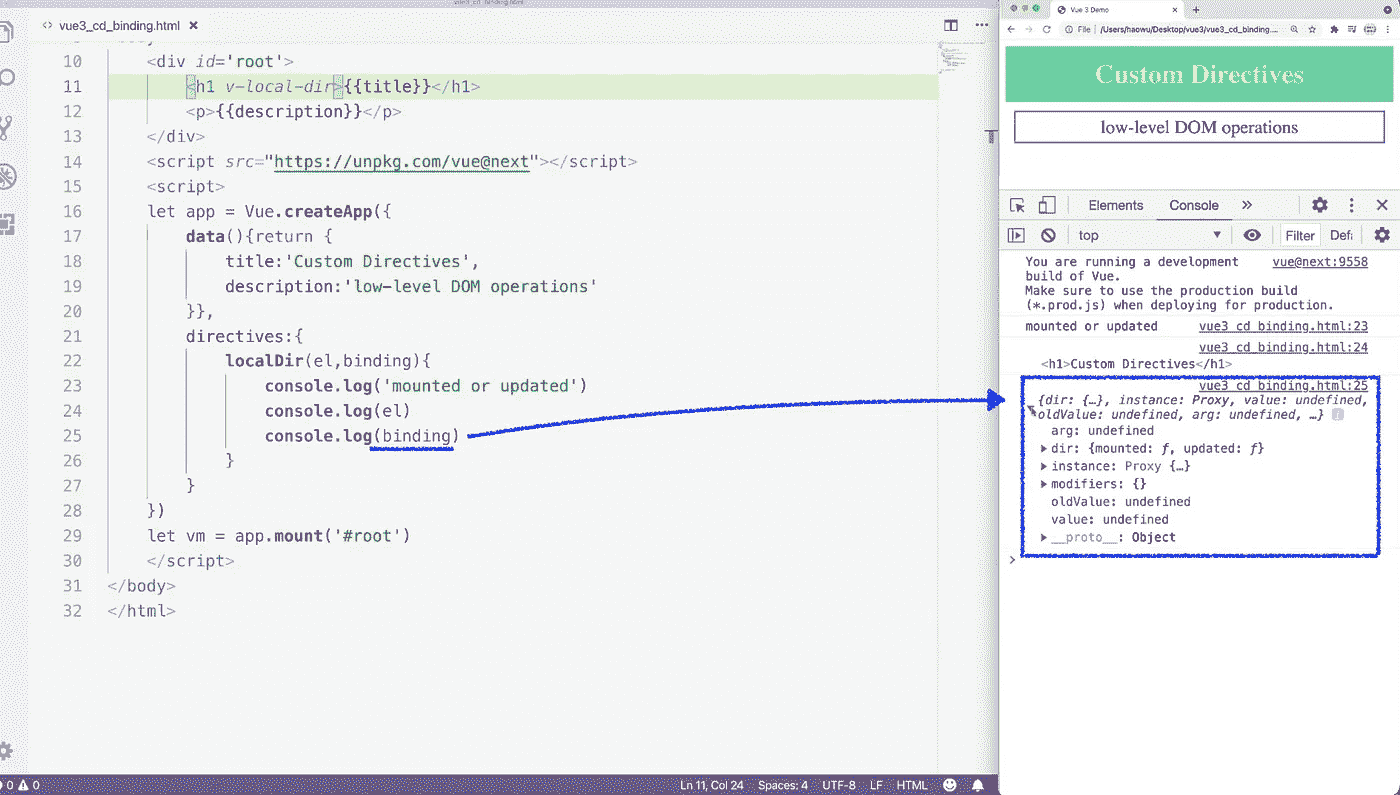 vue3_cd_binding.html
<> vue3_cd_binding.html ×
10 <div id='root'>
11 <h1 v-local-dir>{{title}}</h1>
12 <p>{{description}}</p>
13 </div>
14 <script src="https://unpkg.com/vue@next"></script>
15 <script>
16 let app = Vue.createApp({
17 data(){return {
18 title:'Custom Directives',
19 description:'low-level DOM operations'
20 }},
21 directives:{
22 localDir(el,binding){
23 console.log('mounted or updated')
24 console.log(el)
25 console.log(binding)
26 }
27 }
28 })
29 let vm = app.mount('#root')
30 </script>
31 </body>
32 </html>
0 0
Ln 11, Col 24 Spaces: 4 UTF-8 LF HTML
Vue 3 Demo
File | /Users/haowu/Desktop/vue3/vue3_cd_binding....
Custom Directives
low-level DOM operations
Elements Console »
top Filter Defa
You are running a development vue@next:9558
build of Vue.
Make sure to use the production build
(*.prod.js) when deploying for production.
mounted or updated vue3_cd_binding.html:23
vue3_cd_binding.html:24
<h1>Custom Directives</h1>
vue3_cd_binding.html:25
{dir: {…}, instance: Proxy, value: undefined,
oldValue: undefined, arg: undefined, …} i
arg: undefined
▶ dir: {mounted: ƒ, updated: ƒ}
▶ instance: Proxy {…}
▶ modifiers: {}
oldValue: undefined
value: undefined
▶ __proto__: Object
>